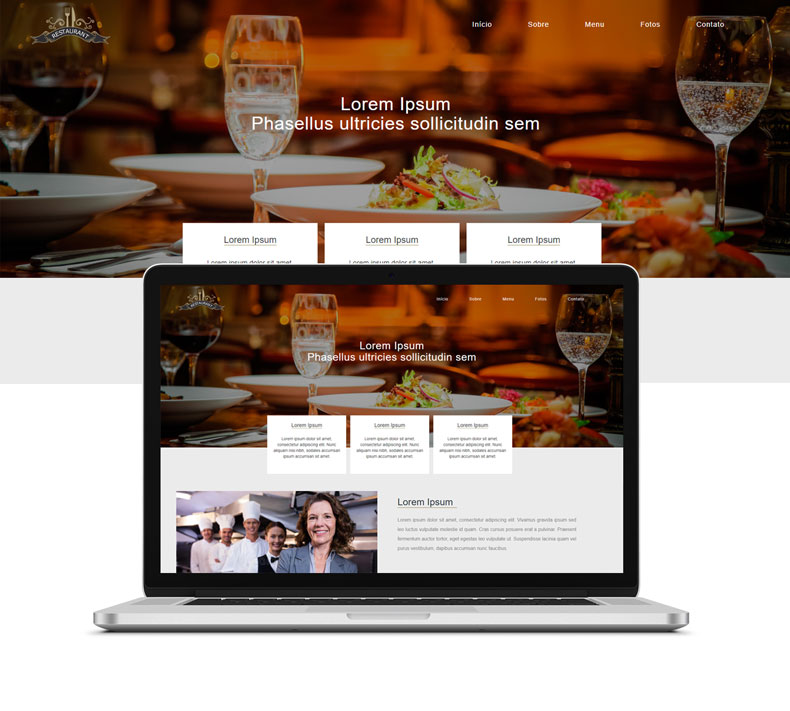 RESTAURANT
Início
Sobre
Menu
Fotos
Contato
Lorem Ipsum
Phasellus ultricies sollicitudin sem
Lorem Ipsum
Lorem Ipsum
Lorem Ipsum
Lorem ipsum dolor sit amet
Lorem ipsum dolor sit amet
Lorem ipsum dolor sit amet
RESTAURANT
Início
Sobre
Menu
Fotos
Contato
Lorem Ipsum
Phasellus ultricies sollicitudin sem
Lorem Ipsum
Lorem ipsum dolor sit amet,
consectetur adipiscing elit. Nunc
aliquam nisi nibh, sodales
accumsan sit amet
Lorem Ipsum
Lorem ipsum dolor sit amet,
consectetur adipiscing elit. Nunc
aliquam nisi nibh, sodales dapibus
ipsum accumsan sit amet.
Lorem Ipsum
Lorem ipsum dolor sit amet,
consectetur adipiscing elit. Nunc
aliquam nisi nibh, sodales dapibus
ipsum accumsan sit amet.
Lorem Ipsum
Lorem ipsum dolor sit amet, consectetur adipiscing elit. Vivamus gravida ipsum sed
leo luctus vulputate molestie id quam. Cras cursus posuere erat a pulvinar. Praesent
fermentum auctor tortor, eget egestas leo vulputate ut. Suspendisse lacinia quam vel
purus vestibulum, dapibus accumsan nunc faucibus.